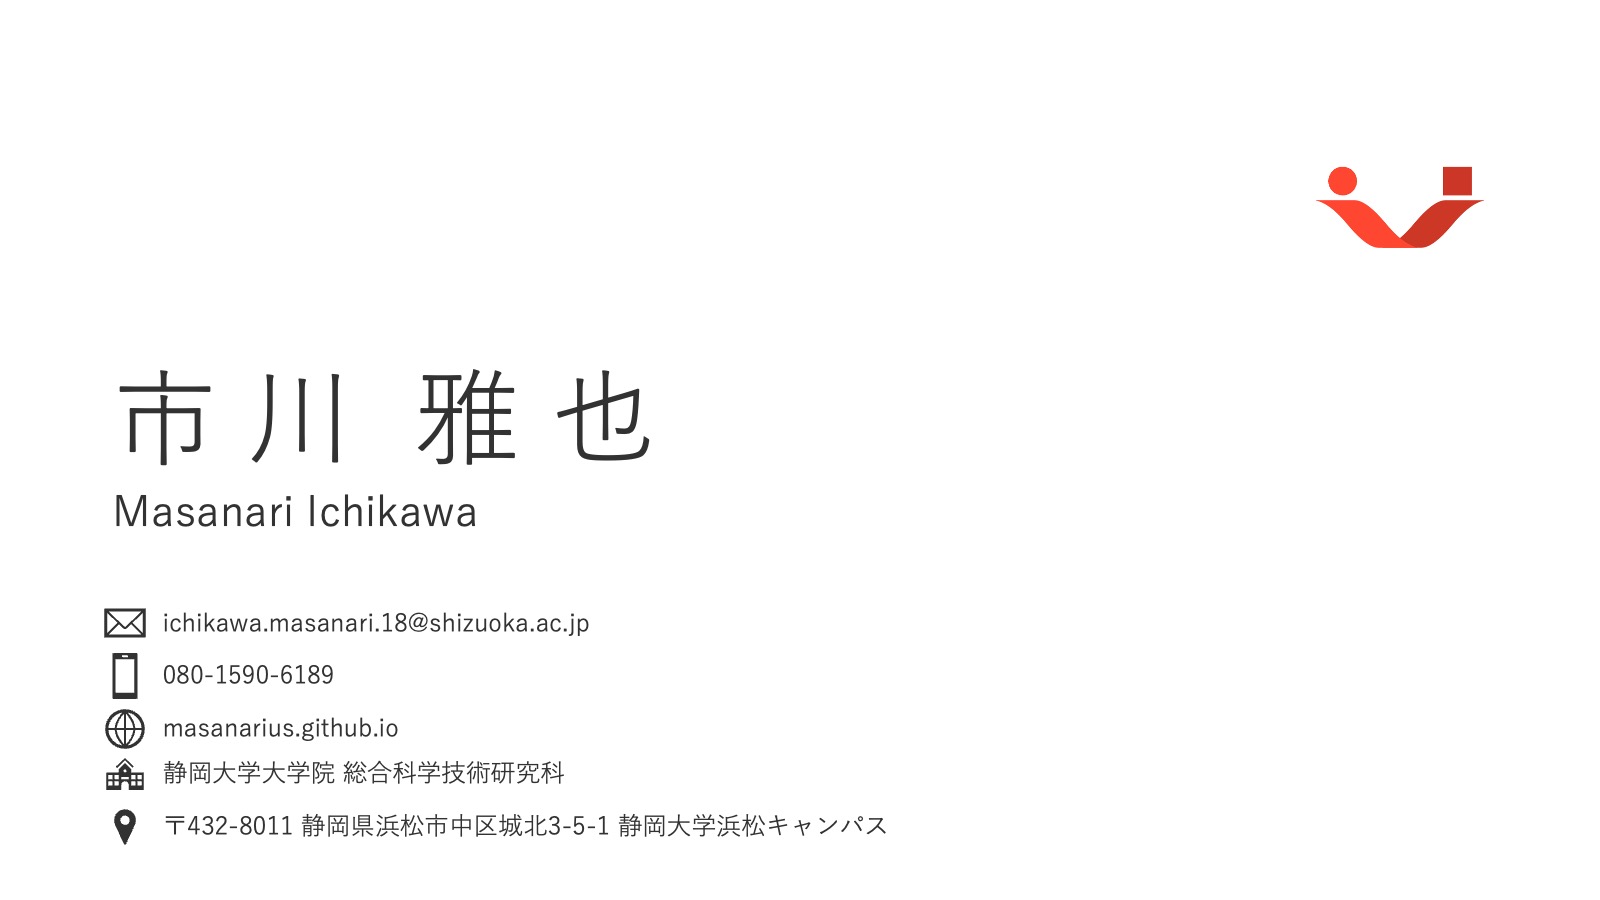 市川 雅也
Masanari Ichikawa
ichikawa.masanari.18@shizuoka.ac.jp
080-1590-6189
masanarius.github.io
静岡大学大学院 総合科学技術研究科
〒432-8011 静岡県浜松市中区城北3-5-1 静岡大学浜松キャンパス